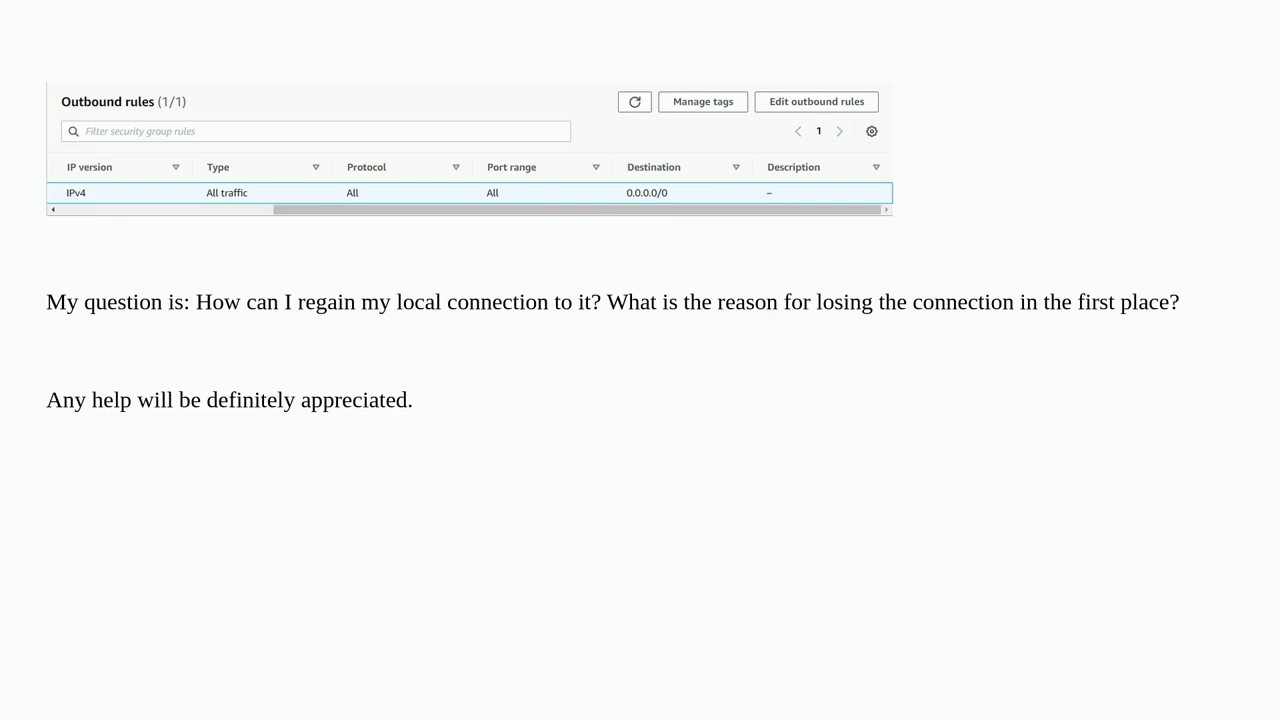 Outbound rules (1/1)
Manage tags
Edit outbound rules
Filter security group rules
1
IP version Type Protocol Port range Destination Description
IPv4 All traffic All All 0.0.0.0/0 –
My question is: How can I regain my local connection to it? What is the reason for losing the connection in the first place?
Any help will be definitely appreciated.